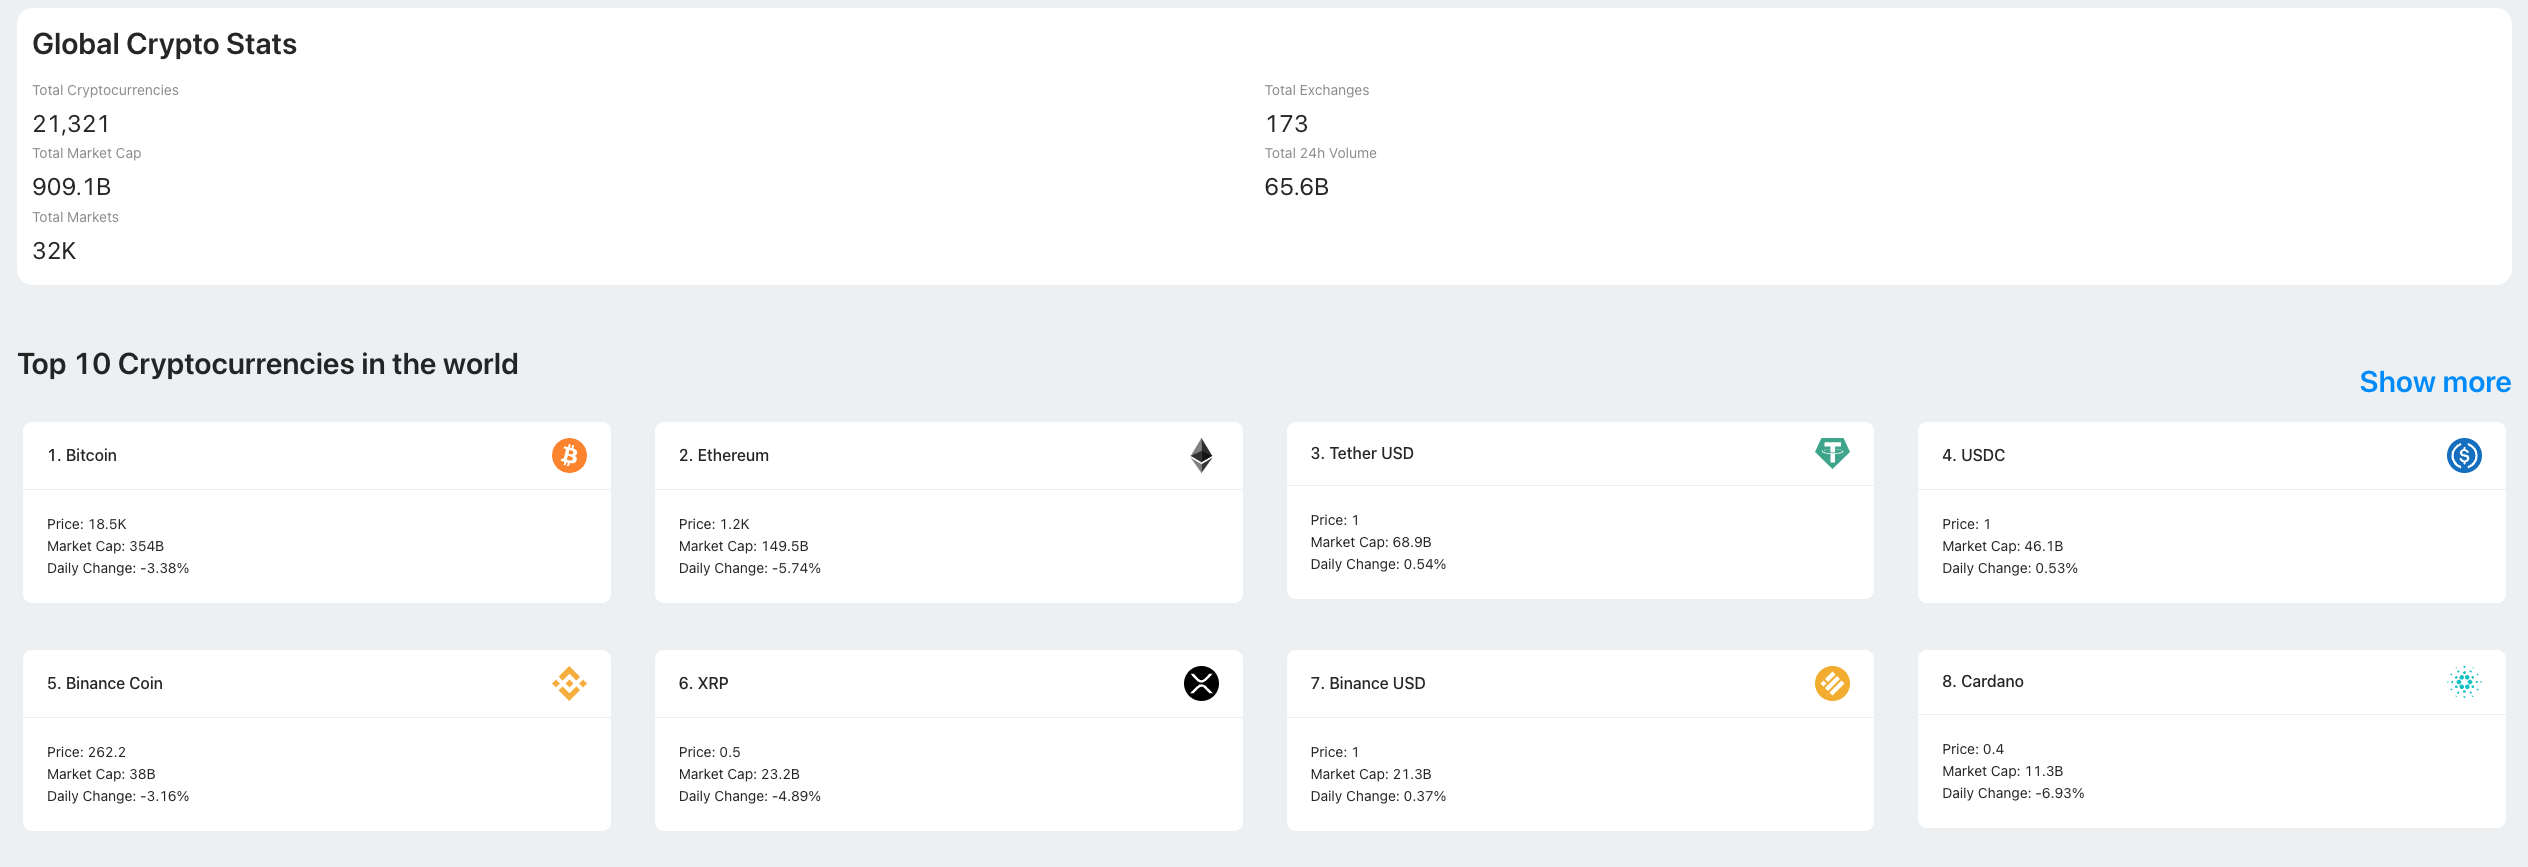 Global Crypto Stats
Total Cryptocurrencies
21,321
Total Exchanges
173
Total Market Cap
909.1B
Total 24h Volume
65.6B
Total Markets
32K
Top 10 Cryptocurrencies in the world
Show more
1. Bitcoin
Price: 18.5K
Market Cap: 354B
Daily Change: -3.38%
2. Ethereum
Price: 1.2K
Market Cap: 149.5B
Daily Change: -5.74%
3. Tether USD
Price: 1
Market Cap: 68.9B
Daily Change: 0.54%
4. USDC
Price: 1
Market Cap: 46.1B
Daily Change: 0.53%
5. Binance Coin
Price: 262.2
Market Cap: 38B
Daily Change: -3.16%
6. XRP
Price: 0.5
Market Cap: 23.2B
Daily Change: -4.89%
7. Binance USD
Price: 1
Market Cap: 21.3B
Daily Change: 0.37%
8. Cardano
Price: 0.4
Market Cap: 11.3B
Daily Change: -6.93%